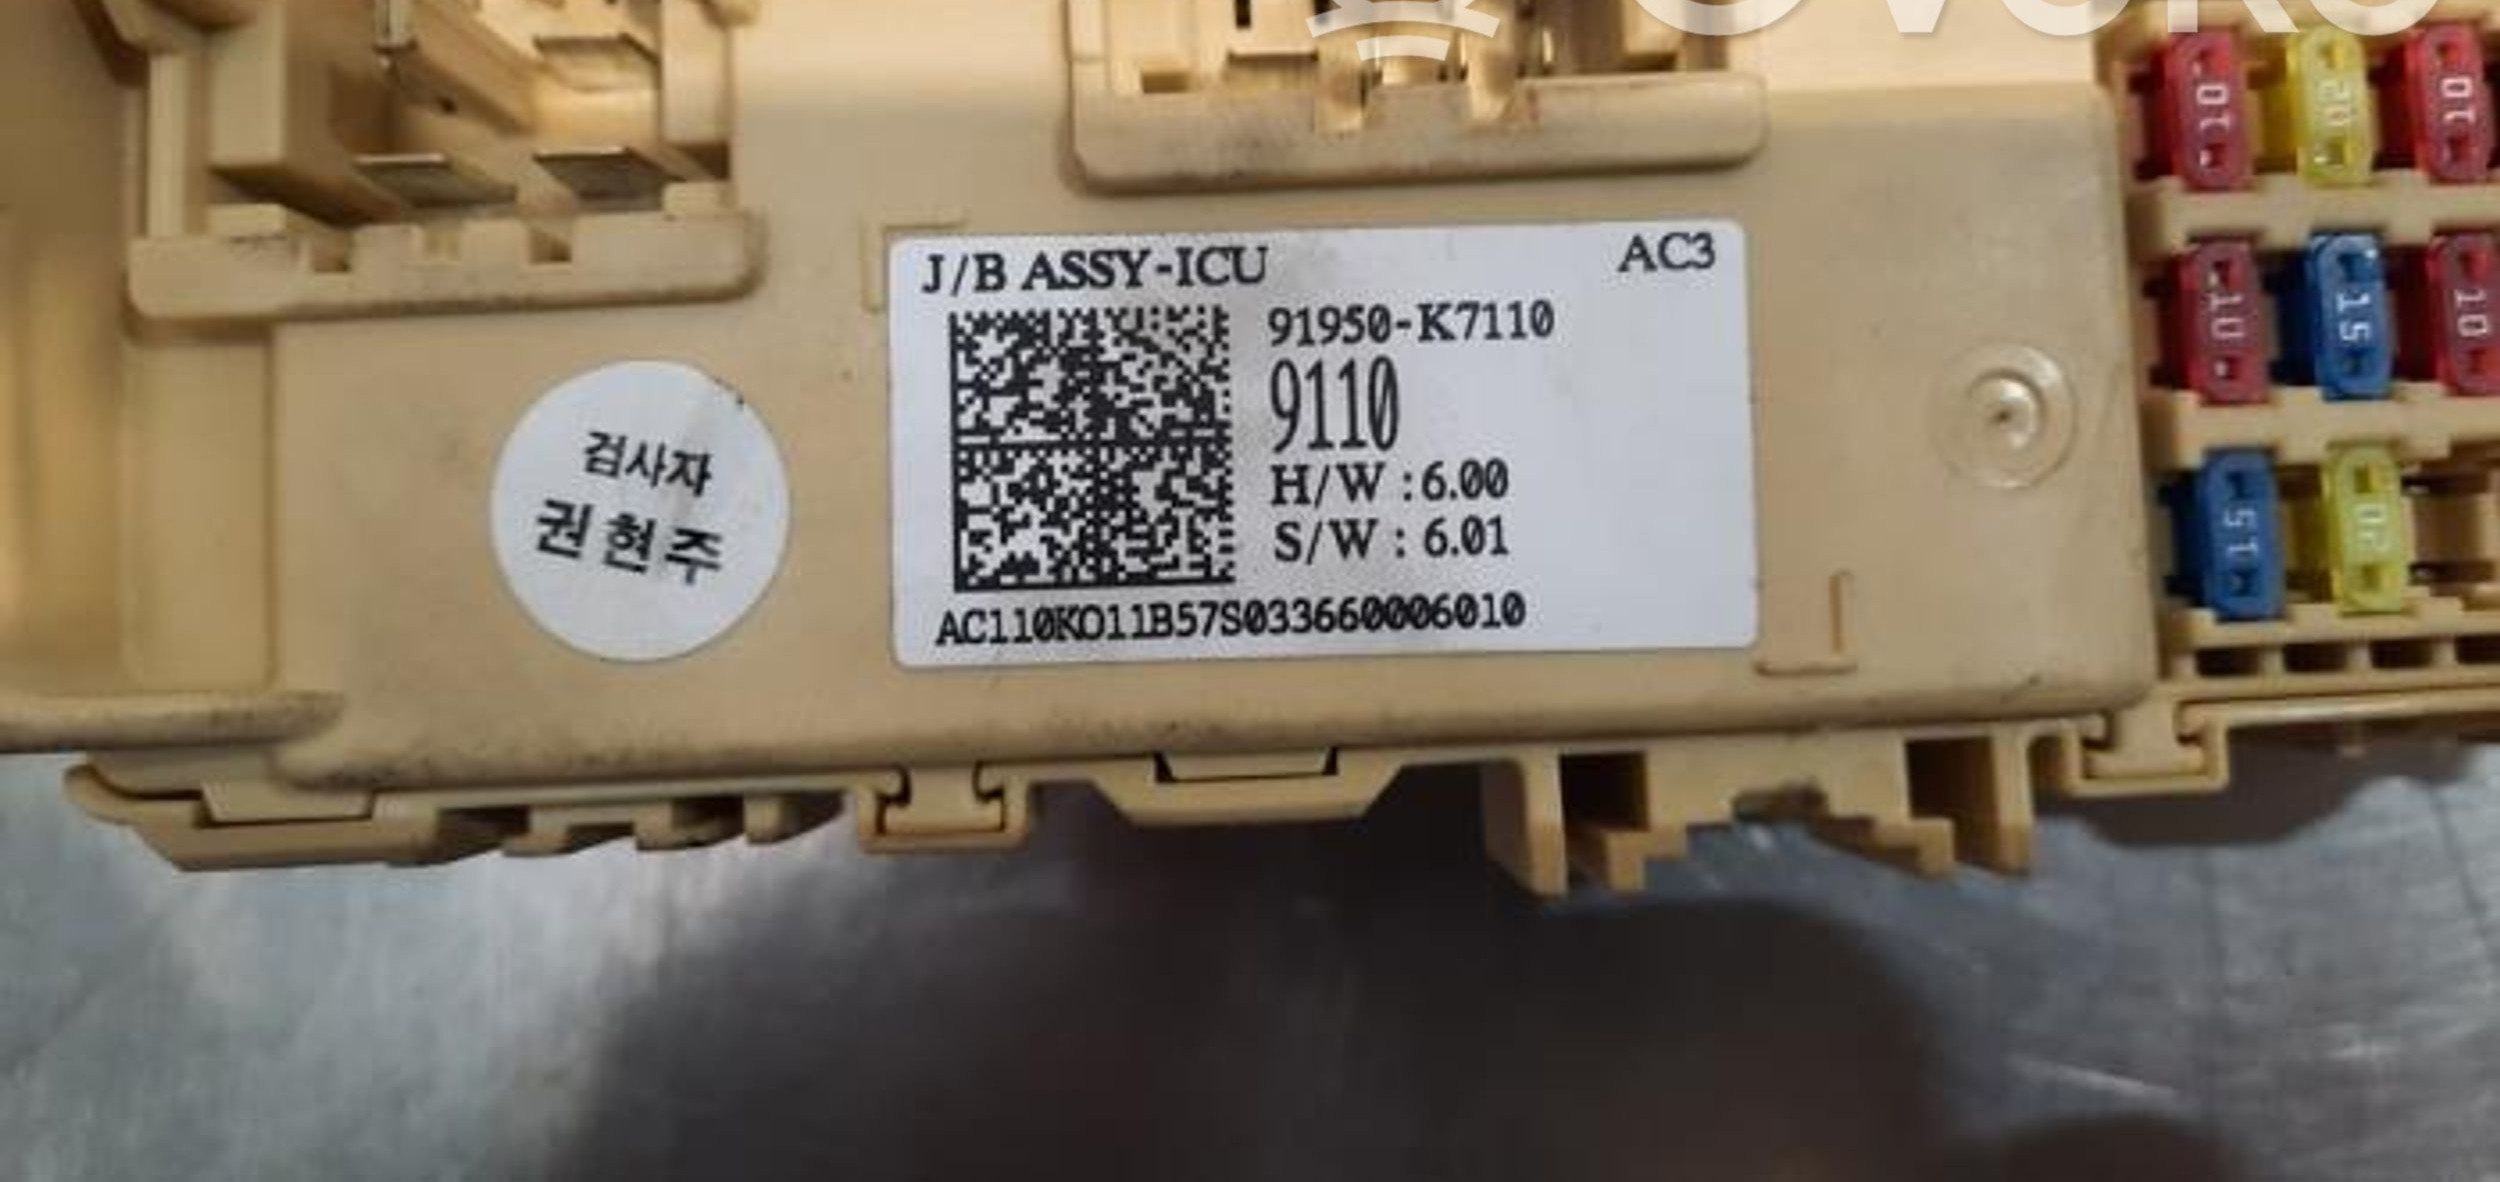 OVOKO
10
20
10
J/B ASSY-ICU
AC3
91950-K7110
9110
H/W :6.00
S/W : 6.01
AC110KO11B57S033660006010
검사자
권현주
10
15
10
15
20